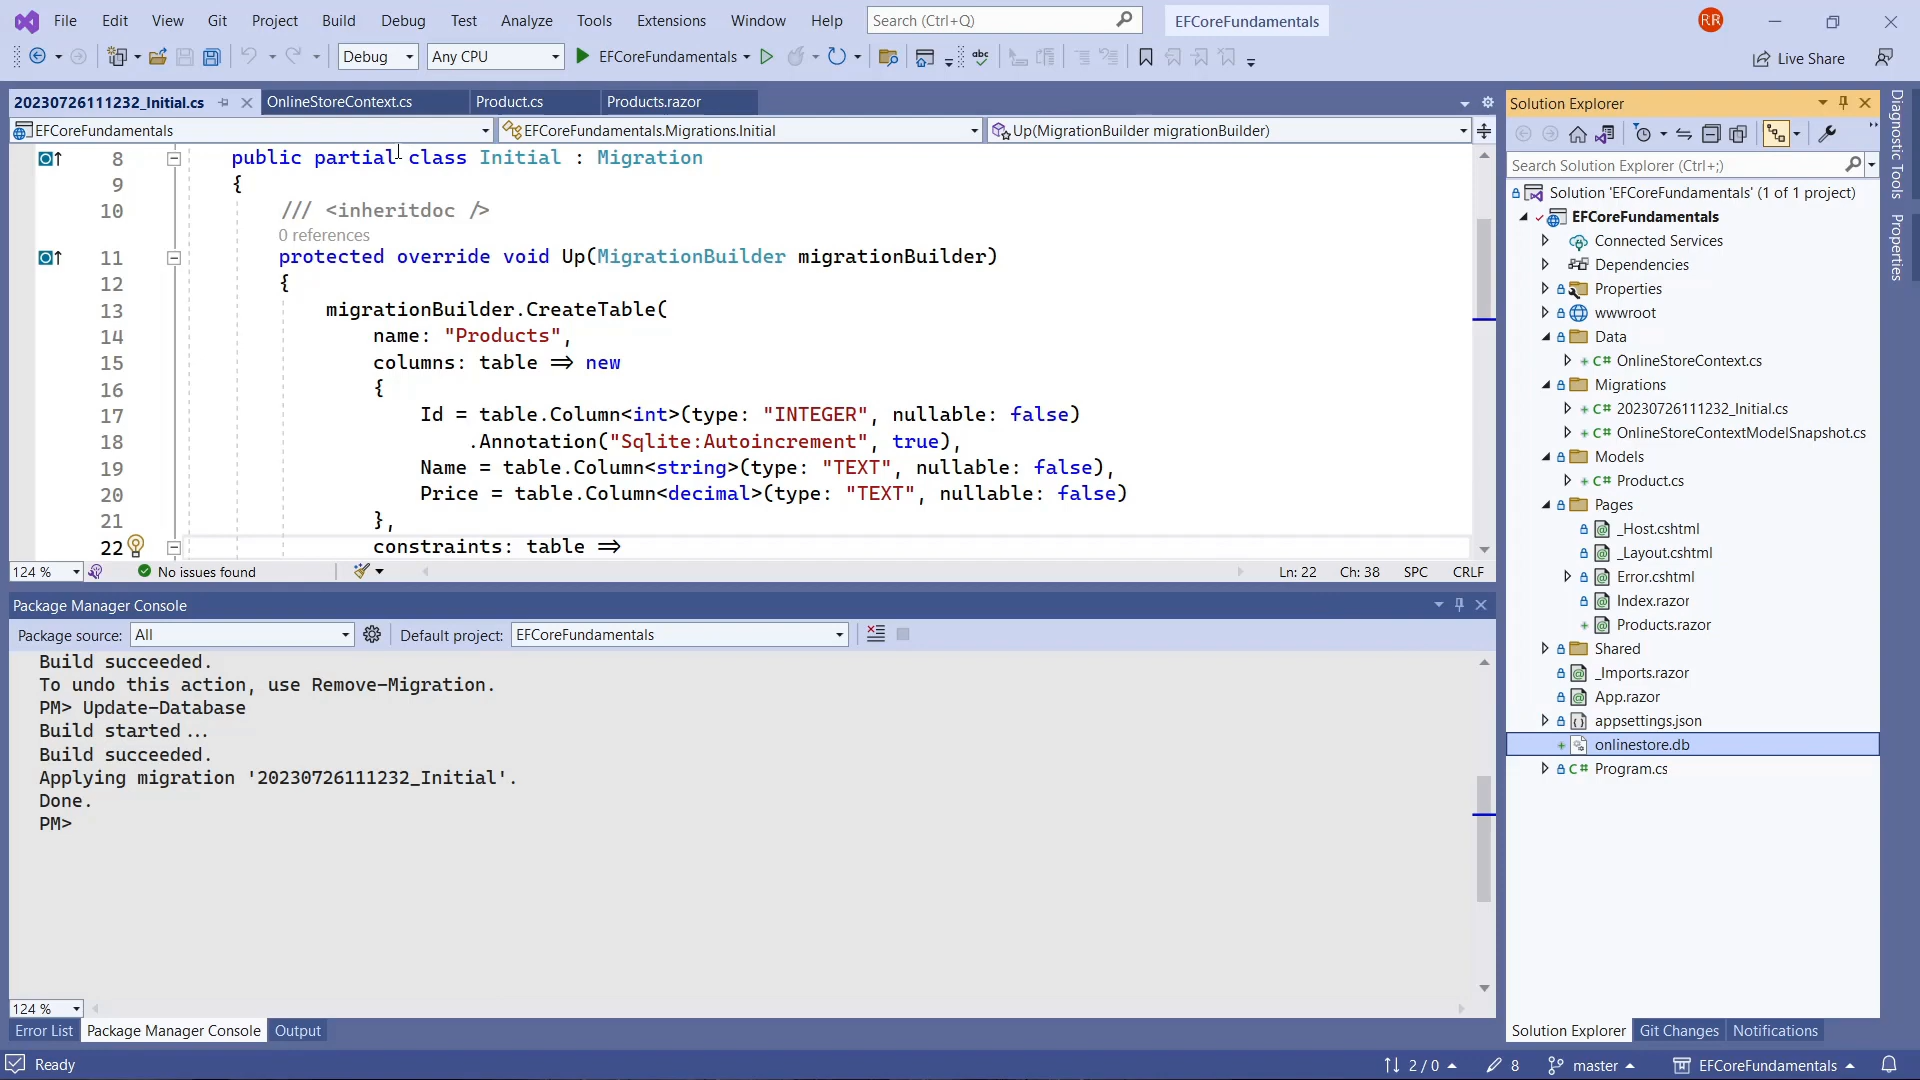 File Edit View Git Project Build Debug Test Analyze Tools Extensions Window Help Search (Ctrl+Q) EFCoreFundamentals RR
Debug Any CPU EFCoreFundamentals abc Live Share
20230726111232_Initial.cs OnlineStoreContext.cs Product.cs Products.razor
EFCoreFundamentals EFCoreFundamentals.Migrations.Initial Up(MigrationBuilder migrationBuilder)
8 public partial class Initial : Migration
9 {
10 /// <inheritdoc />
0 references
11 protected override void Up(MigrationBuilder migrationBuilder)
12 {
13 migrationBuilder.CreateTable(
14 name: "Products",
15 columns: table => new
16 {
17 Id = table.Column<int>(type: "INTEGER", nullable: false)
18 .Annotation("Sqlite:Autoincrement", true),
19 Name = table.Column<string>(type: "TEXT", nullable: false),
20 Price = table.Column<decimal>(type: "TEXT", nullable: false)
21 },
22 constraints: table =>
124 % No issues found Ln: 22 Ch: 38 SPC CRLF
Package Manager Console
Package source: All Default project: EFCoreFundamentals
Build succeeded.
To undo this action, use Remove-Migration.
PM> Update-Database
Build started...
Build succeeded.
Applying migration '20230726111232_Initial'.
Done.
PM>
124 %
Error List Package Manager Console Output
Solution Explorer
Search Solution Explorer (Ctrl+;)
Solution 'EFCoreFundamentals' (1 of 1 project)
EFCoreFundamentals
Connected Services
Dependencies
Properties
wwwroot
Data
C# OnlineStoreContext.cs
Migrations
C# 20230726111232_Initial.cs
C# OnlineStoreContextModelSnapshot.cs
Models
C# Product.cs
Pages
_Host.cshtml
_Layout.cshtml
Error.cshtml
Index.razor
Products.razor
Shared
_Imports.razor
App.razor
appsettings.json
onlinestore.db
C# Program.cs
Solution Explorer Git Changes Notifications
Diagnostic Tools
Properties
Ready 2 / 0 8 master EFCoreFundamentals